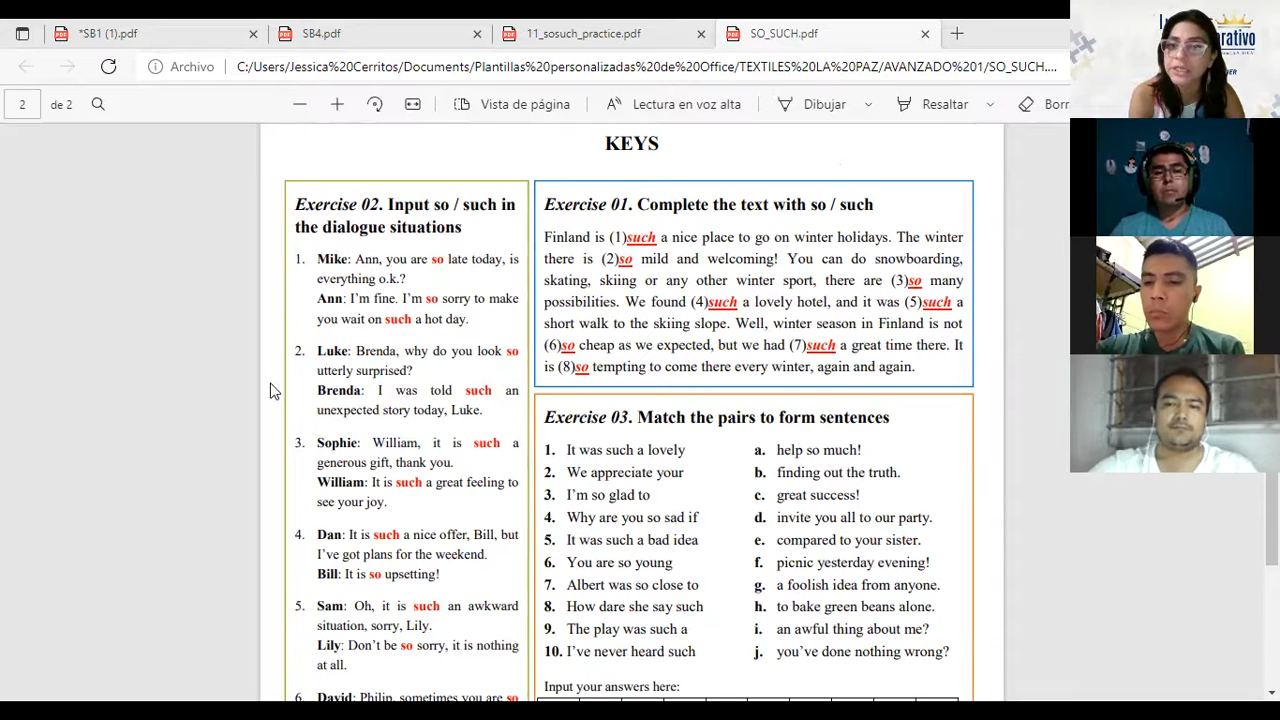 *SB1 (1).pdf
SB4.pdf
11_sosuch_practice.pdf
SO_SUCH.pdf
Archivo
C:/Users/Jessica%20Cerritos/Documents/Plantillas%20personalizadas%20de%20Office/TEXTILES%20LA%20PAZ/AVANZADO%201/SO_SUCH....
2
de 2
Vista de página
Lectura en voz alta
Dibujar
Resaltar
Borr
KEYS
Exercise 02. Input so / such in
the dialogue situations
1. Mike: Ann, you are so late today, is
everything o.k.?
Ann: I'm fine. I'm so sorry to make
you wait on such a hot day.
2. Luke: Brenda, why do you look so
utterly surprised?
Brenda: I was told such an
unexpected story today, Luke.
3. Sophie: William, it is such a
generous gift, thank you.
William: It is such a great feeling to
see your joy.
4. Dan: It is such a nice offer, Bill, but
I've got plans for the weekend.
Bill: It is so upsetting!
5. Sam: Oh, it is such an awkward
situation, sorry, Lily.
Lily: Don't be so sorry, it is nothing
at all.
6. David: Philip, sometimes you are so
Exercise 01. Complete the text with so / such
Finland is (1)such a nice place to go on winter holidays. The winter
there is (2)so mild and welcoming! You can do snowboarding,
skating, skiing or any other winter sport, there are (3)so many
possibilities. We found (4)such a lovely hotel, and it was (5)such a
short walk to the skiing slope. Well, winter season in Finland is not
(6)so cheap as we expected, but we had (7)such a great time there. It
is (8)so tempting to come there every winter, again and again.
Exercise 03. Match the pairs to form sentences
1. It was such a lovely
2. We appreciate your
3. I'm so glad to
4. Why are you so sad if
5. It was such a bad idea
6. You are so young
7. Albert was so close to
8. How dare she say such
9. The play was such a
10. I've never heard such
a. help so much!
b. finding out the truth.
c. great success!
d. invite you all to our party.
e. compared to your sister.
f. picnic yesterday evening!
g. a foolish idea from anyone.
h. to bake green beans alone.
i. an awful thing about me?
j. you've done nothing wrong?
Input your answers here: